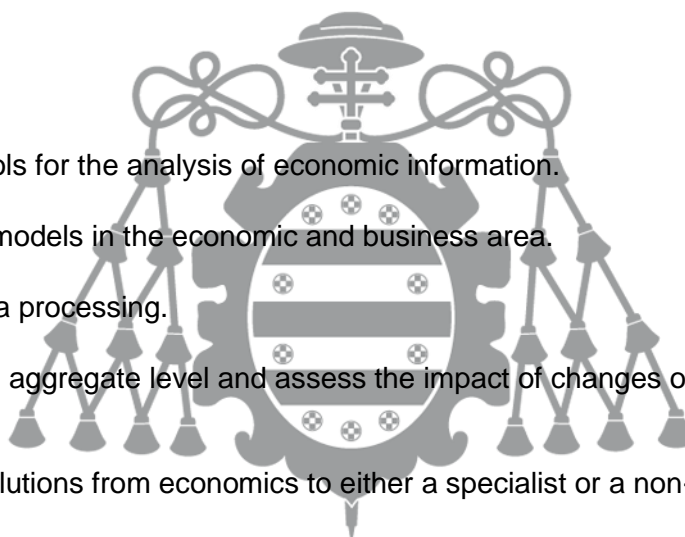 ols for the analysis of economic information.
models in the economic and business area.
a processing.
aggregate level and assess the impact of changes o
lutions from economics to either a specialist or a non-